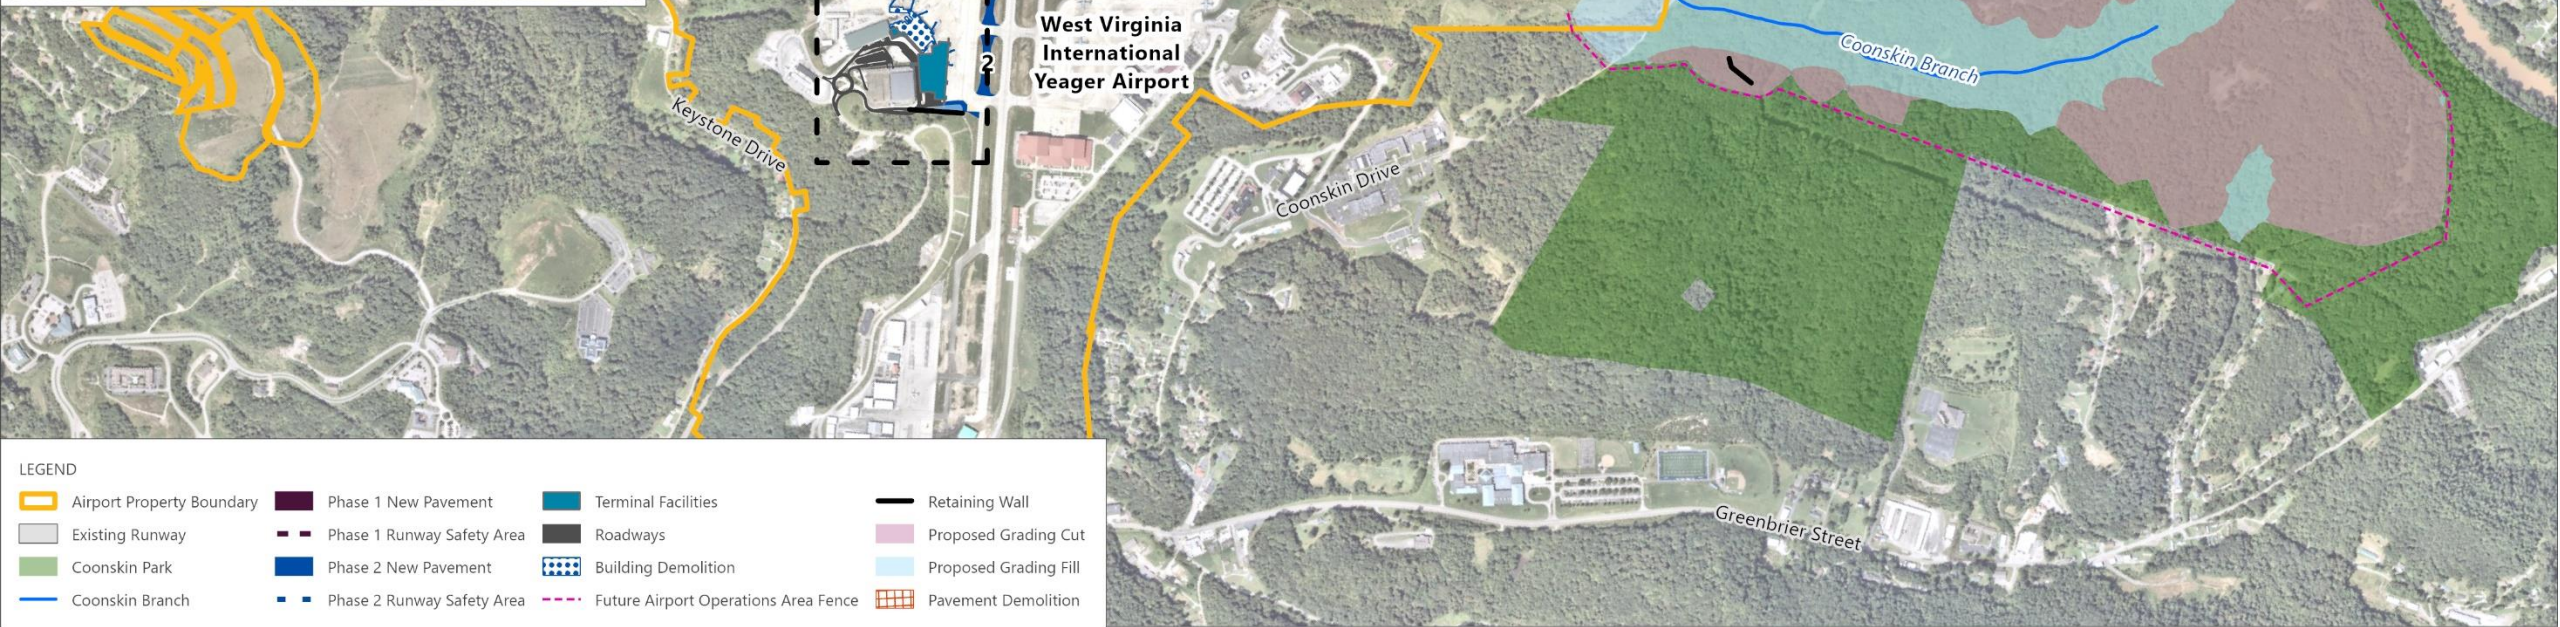 West Virginia
International
Yeager Airport
2
Coonskin Branch
Keystone Drive
Coonskin Drive
Greenbrier Street
LEGEND
Airport Property Boundary
Existing Runway
Coonskin Park
Coonskin Branch
Phase 1 New Pavement
Phase 1 Runway Safety Area
Phase 2 New Pavement
Phase 2 Runway Safety Area
Terminal Facilities
Roadways
Building Demolition
Future Airport Operations Area Fence
Retaining Wall
Proposed Grading Cut
Proposed Grading Fill
Pavement Demolition